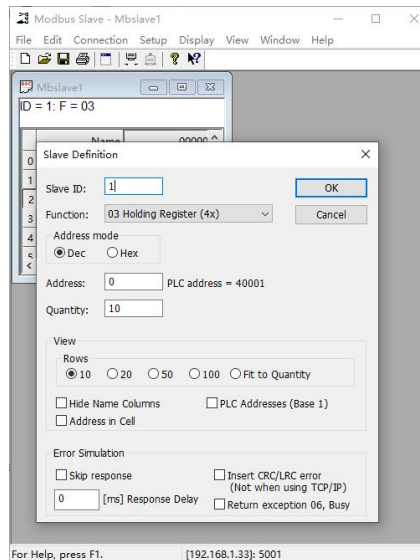 Modbus Slave - Mbslave1
File Edit Connection Setup Display View Window Help
Mbslave1
ID = 1: F = 03
Name 00000
0
1
2
3
4
5
Slave Definition
Slave ID: 1 OK
Function: 03 Holding Register (4x) Cancel
Address mode
Dec Hex
Address: 0 PLC address = 40001
Quantity: 10
View
Rows
10 20 50 100 Fit to Quantity
Hide Name Columns PLC Addresses (Base 1)
Address in Cell
Error Simulation
Skip response Insert CRC/LRC error
(Not when using TCP/IP)
0 [ms] Response Delay
Return exception 06, Busy
For Help, press F1. [192.168.1.33]: 5001